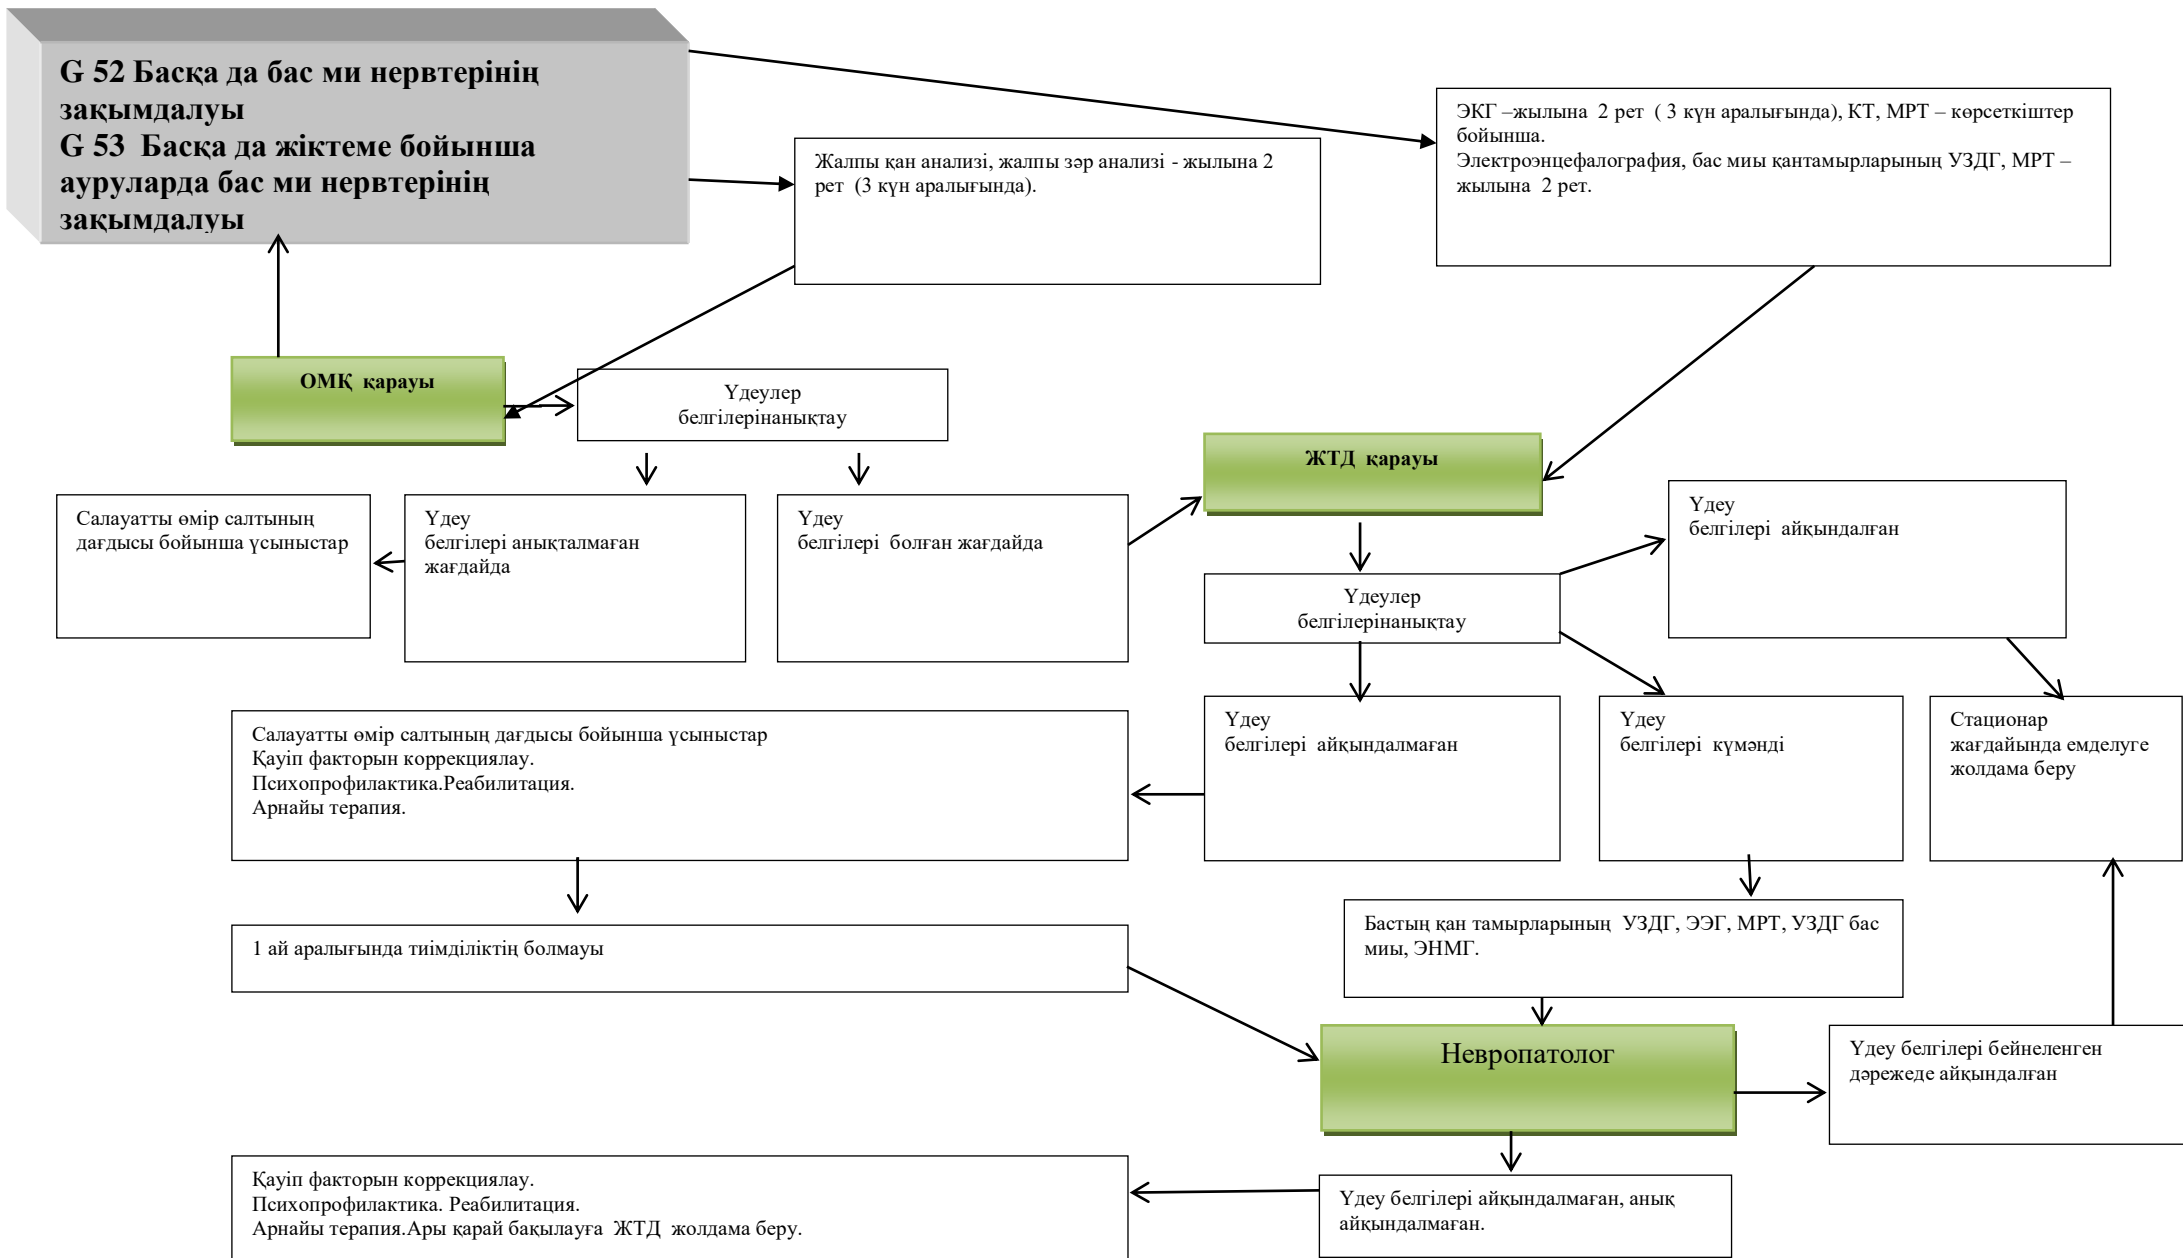 G 52 Басқа да бас ми нервтерінің
зақымдалуы
G 53 Басқа да жіктеме бойынша
ауруларда бас ми нервтерінің
зақымдалуы
ЭКГ –жылына 2 рет ( 3 күн аралығында), КТ, МРТ – көрсеткіштер
бойынша.
Электроэнцефалография, бас миы қантамырларының УЗДГ, МРТ –
жылына 2 рет.
Жалпы қан анализі, жалпы зәр анализі - жылына 2
рет (3 күн аралығында).
ОМҚ қарауы
Үдеулер
белгілерінанықтау
ЖТД қарауы
Салауатты өмір салтының
дағдысы бойынша ұсыныстар
Үдеу
белгілері анықталмаған
жағдайда
Үдеу
белгілері болған жағдайда
Үдеу
белгілері айқындалған
Үдеулер
белгілерінанықтау
Салауатты өмір салтының дағдысы бойынша ұсыныстар
Қауіп факторын коррекциялау.
Психопрофилактика.Реабилитация.
Арнайы терапия.
Үдеу
белгілері айқындалмаған
Үдеу
белгілері күмәнді
Стационар
жағдайында емделуге
жолдама беру
1 ай аралығында тиімділіктің болмауы
Бастың қан тамырларының УЗДГ, ЭЭГ, МРТ, УЗДГ бас
миы, ЭНМГ.
Невропатолог
Үдеу белгілері бейнеленген
дәрежеде айқындалған
Қауіп факторын коррекциялау.
Психопрофилактика. Реабилитация.
Арнайы терапия.Ары қарай бақылауға ЖТД жолдама беру.
Үдеу белгілері айқындалмаған, анық
айқындалмаған.